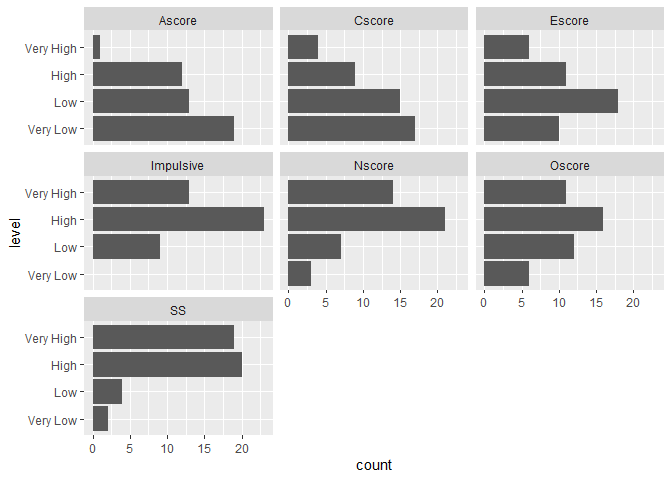 Ascore Cscore Escore
Very High
High
Low
Very Low
Impulsive Nscore Oscore
Very High
High
Low
Very Low
0 5 10 15 20 0 5 10 15 20
SS
Very High
High
Low
Very Low
0 5 10 15 20
level
count